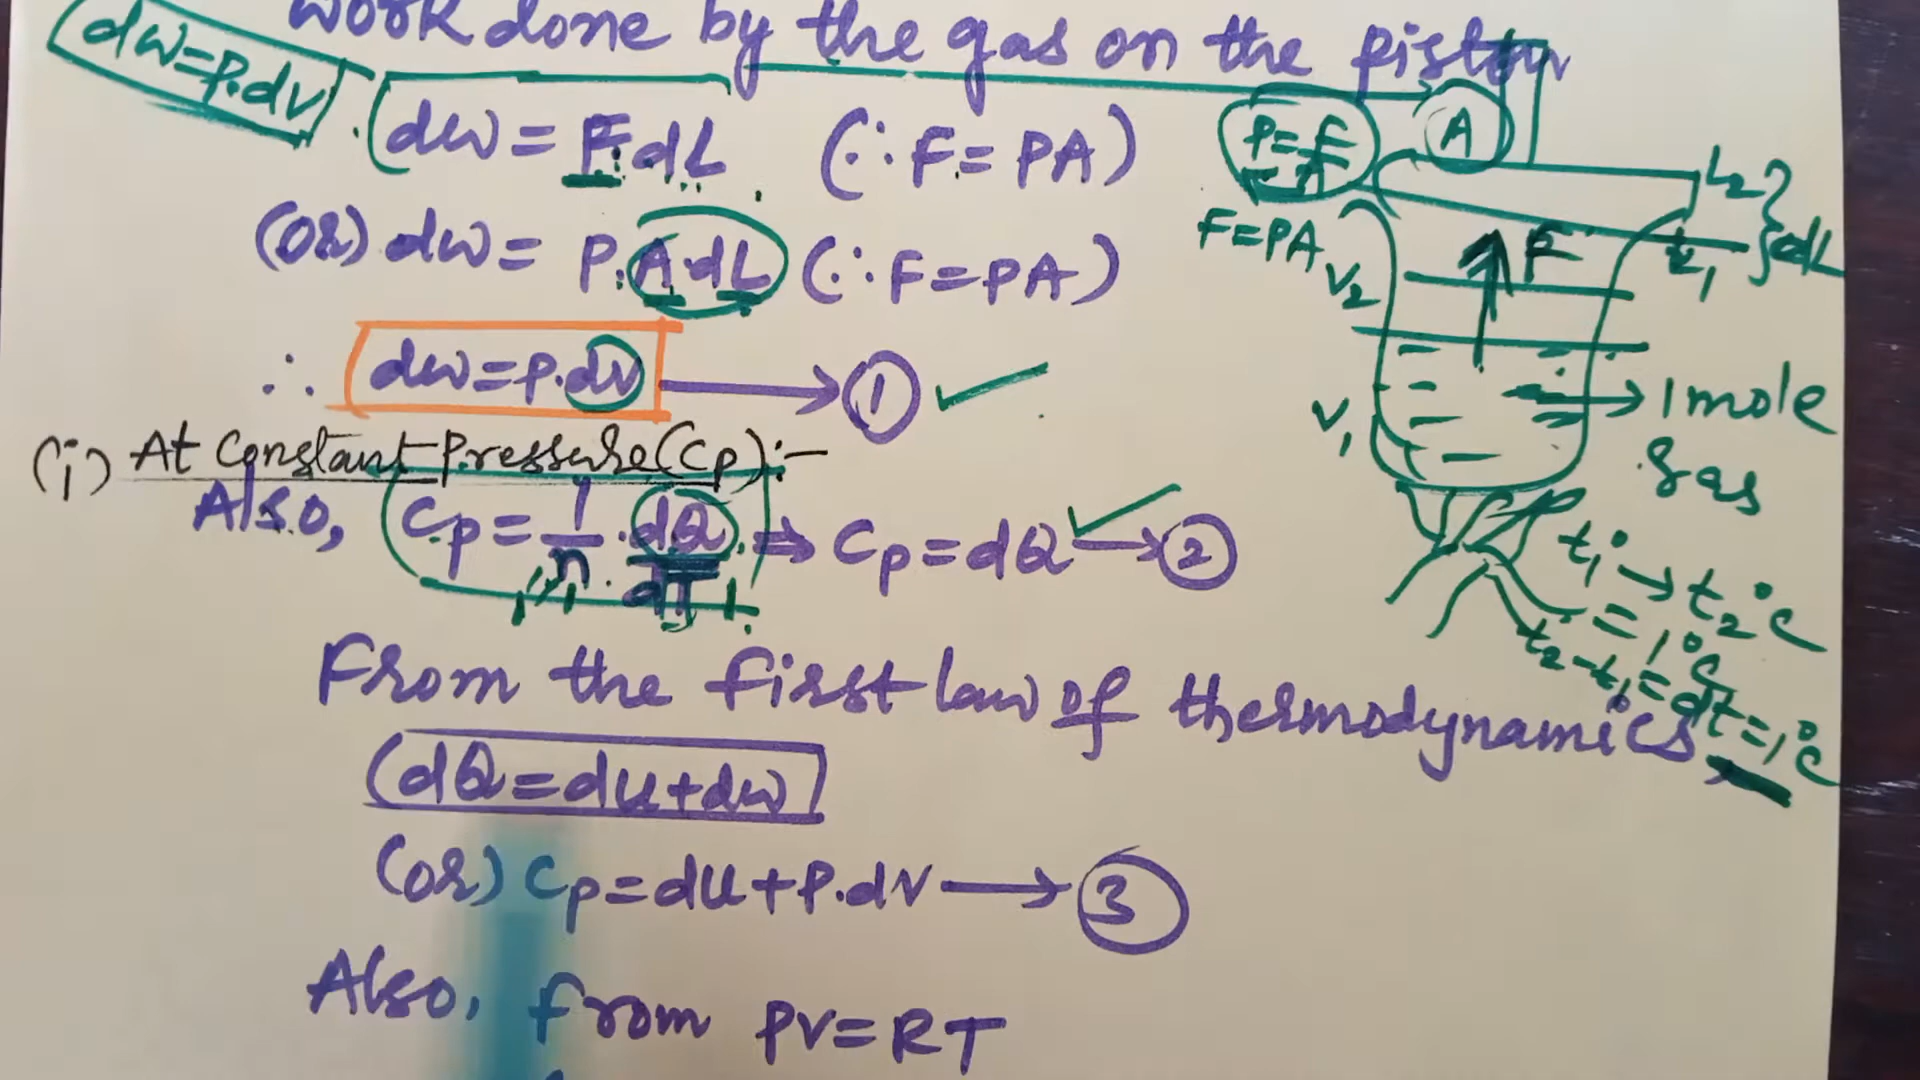 work done by the gas on the piston
dw=P.dv
dw = F.dL (∵ F = PA)
(or) dw = P.AdL (∵ F = PA)
∴ dw = P.dv → ①
(i) At Constant Pressure (Cp):-
Also, Cp = 1/n . dQ/dT ⇒ Cp = dQ → ②
From the first law of thermodynamics,
(dQ = du + dw)
(or) Cp = du + P.dv → ③
Also, from PV = RT
P = F/A
A
F = PA
L2
L1
dL
F
V2
V1
1 mole
gas
t1° → t2°C
= 1°C
t2 - t1 = dt = 1°C